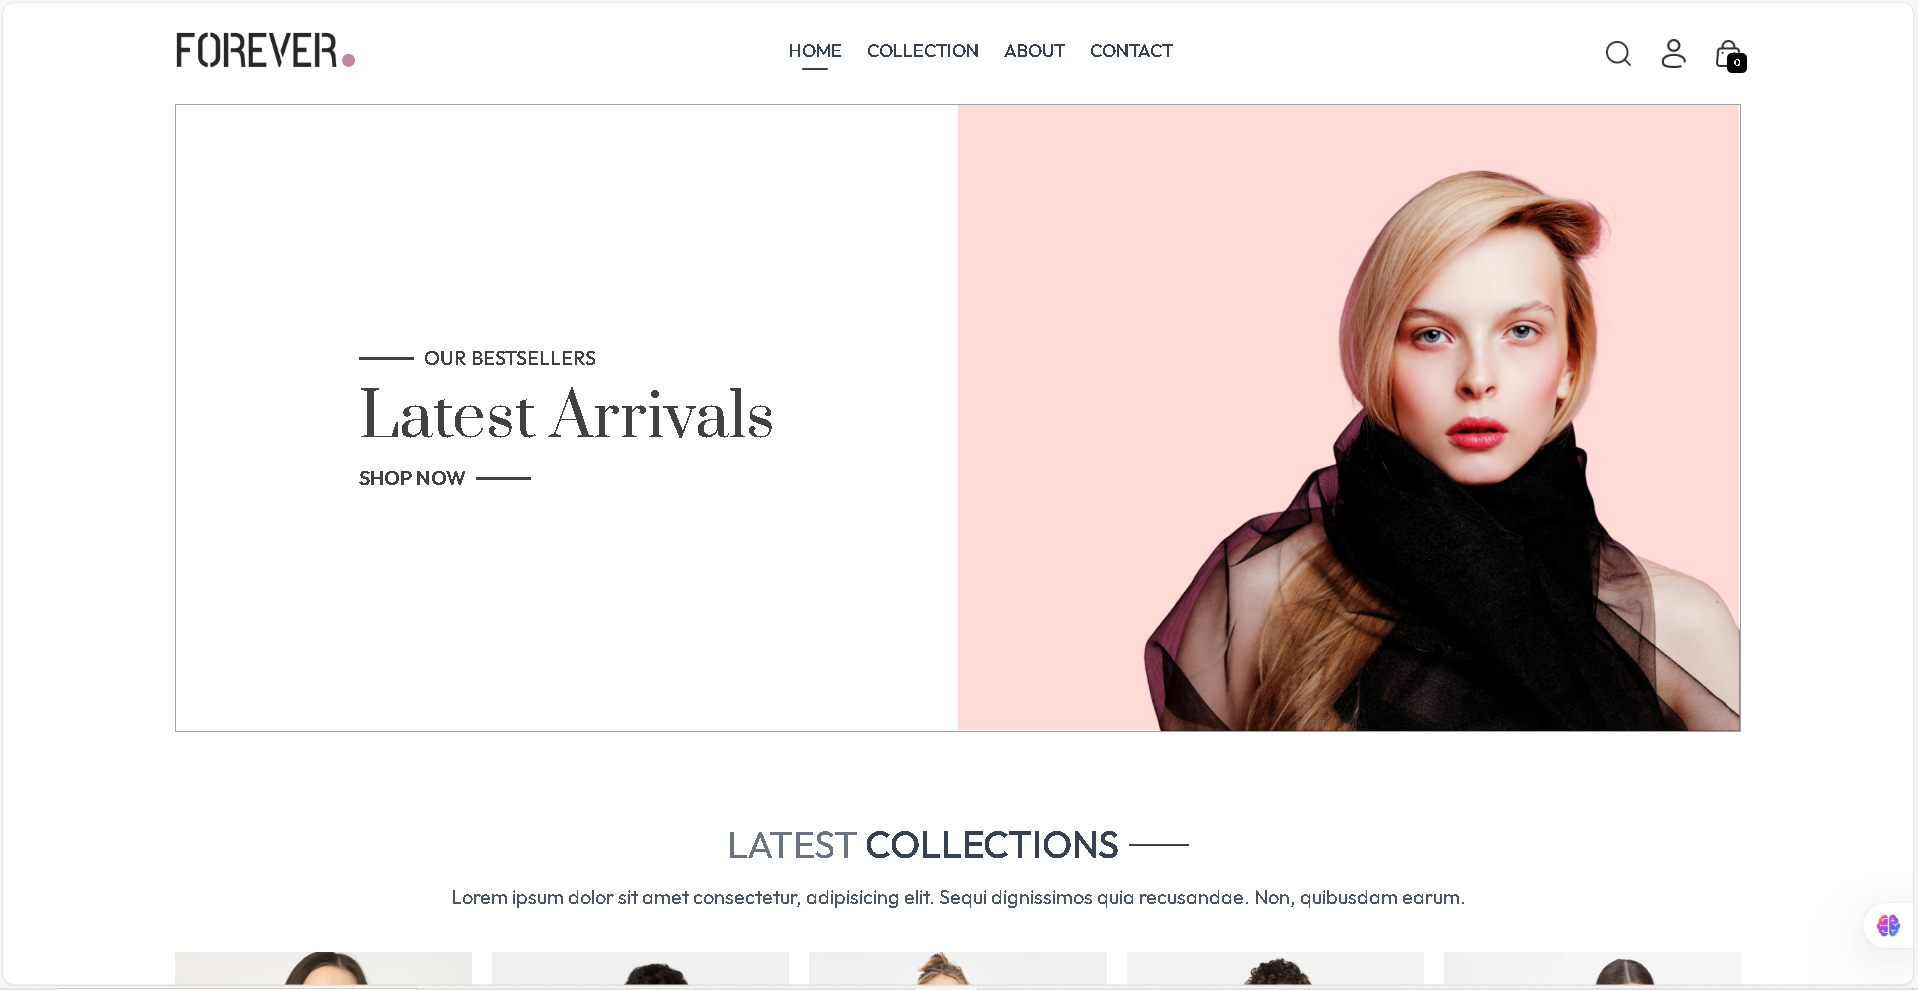 FOREVER.
HOME COLLECTION ABOUT CONTACT
0
OUR BESTSELLERS
Latest Arrivals
SHOP NOW
LATEST COLLECTIONS
Lorem ipsum dolor sit amet consectetur, adipisicing elit. Sequi dignissimos quia recusandae. Non, quibusdam earum.